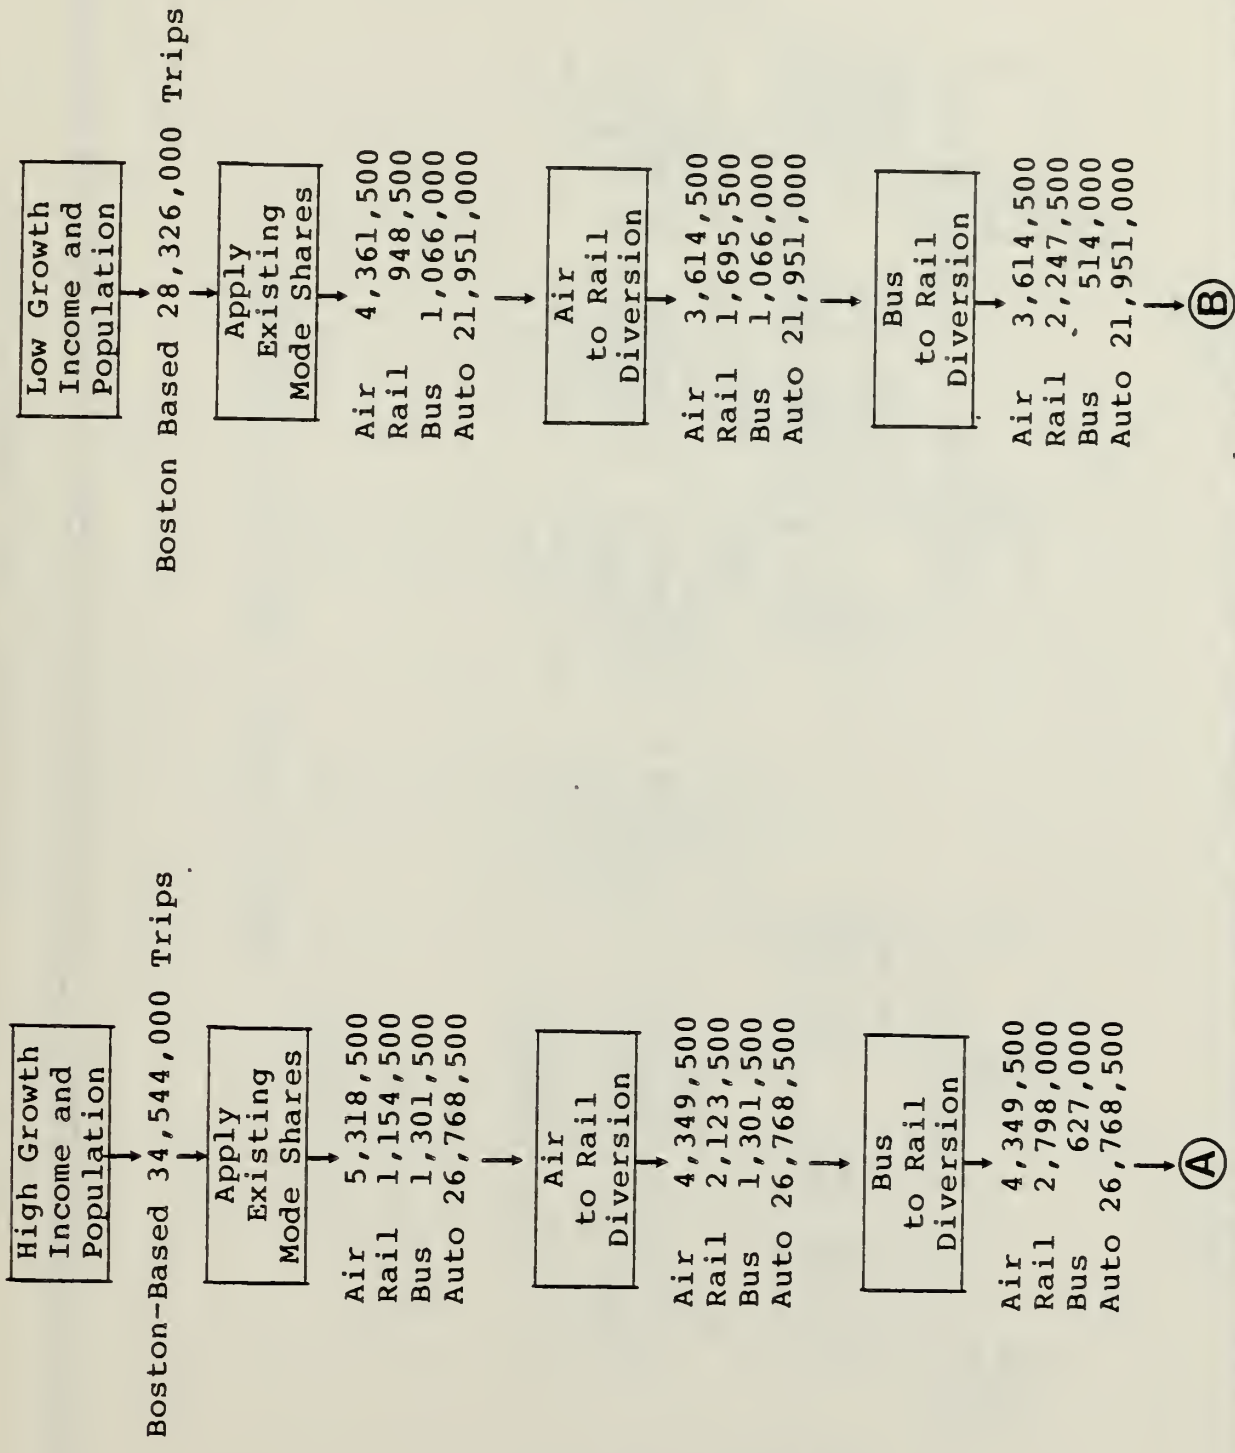 High Growth
Income and
Population
Boston-Based 34,544,000 Trips
Apply
Existing
Mode Shares
Air 5,318,500
Rail 1,154,500
Bus 1,301,500
Auto 26,768,500
Air
to Rail
Diversion
Air 4,349,500
Rail 2,123,500
Bus 1,301,500
Auto 26,768,500
Bus
to Rail
Diversion
Air 4,349,500
Rail 2,798,000
Bus 627,000
Auto 26,768,500
A
Low Growth
Income and
Population
Boston Based 28,326,000 Trips
Apply
Existing
Mode Shares
Air 4,361,500
Rail 948,500
Bus 1,066,000
Auto 21,951,000
Air
to Rail
Diversion
Air 3,614,500
Rail 1,695,500
Bus 1,066,000
Auto 21,951,000
Bus
to Rail
Diversion
Air 3,614,500
Rail 2,247,500
Bus 514,000
Auto 21,951,000
B